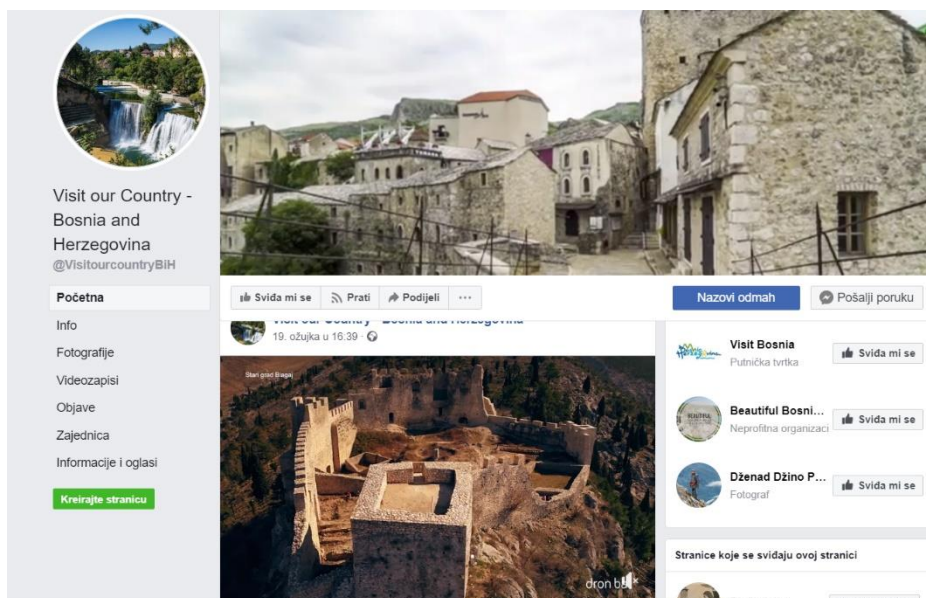 Visit our Country -
Bosnia and
Herzegovina
@VisitourcountryBiH
Početna
Info
Fotografije
Videozapisi
Objave
Zajednica
Informacije i oglasi
Kreirajte stranicu
Sviđa mi se
Prati
Podijeli
Nazovi odmah
Pošalji poruku
Visit our Country - Bosnia and Herzegovina
19. ožujka u 16:39
Stari grad Blagaj
Visit Bosnia
Putnička tvrtka
Sviđa mi se
Beautiful Bosni...
Neprofitna organizaci
Sviđa mi se
Dženad Džino P...
Fotograf
Sviđa mi se
Stranice koje se sviđaju ovoj stranici